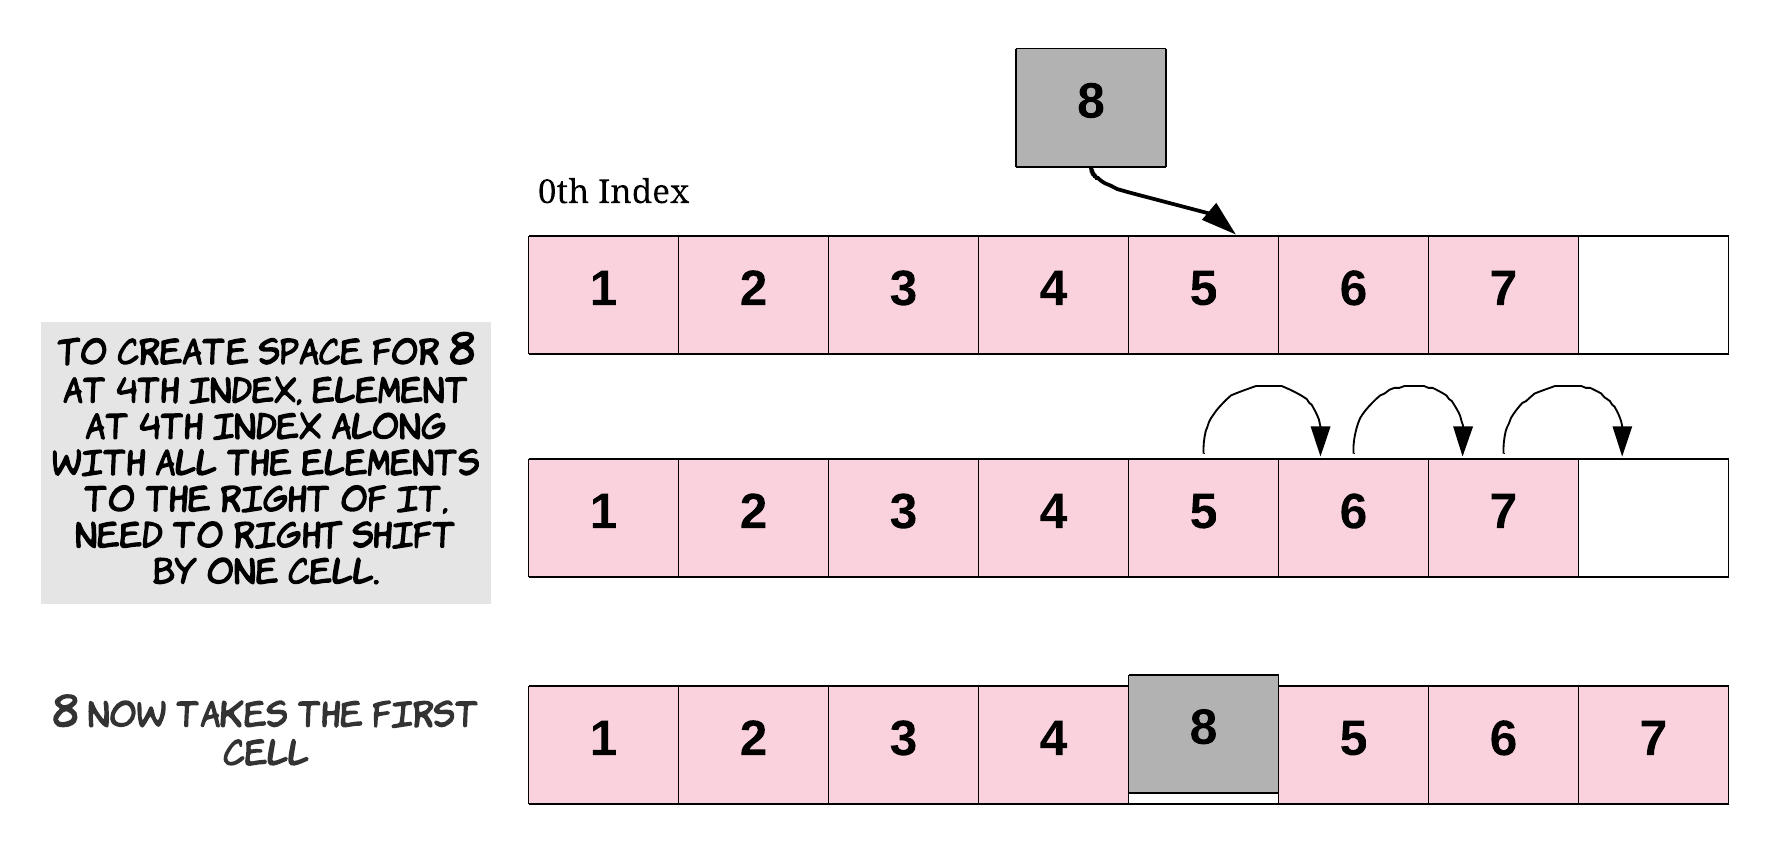 8
0th Index
1 2 3 4 5 6 7
TO CREATE SPACE FOR 8
AT 4TH INDEX, ELEMENT
AT 4TH INDEX ALONG
WITH ALL THE ELEMENTS
TO THE RIGHT OF IT,
NEED TO RIGHT SHIFT
BY ONE CELL.
1 2 3 4 5 6 7
8 NOW TAKES THE FIRST
CELL
1 2 3 4 8 5 6 7